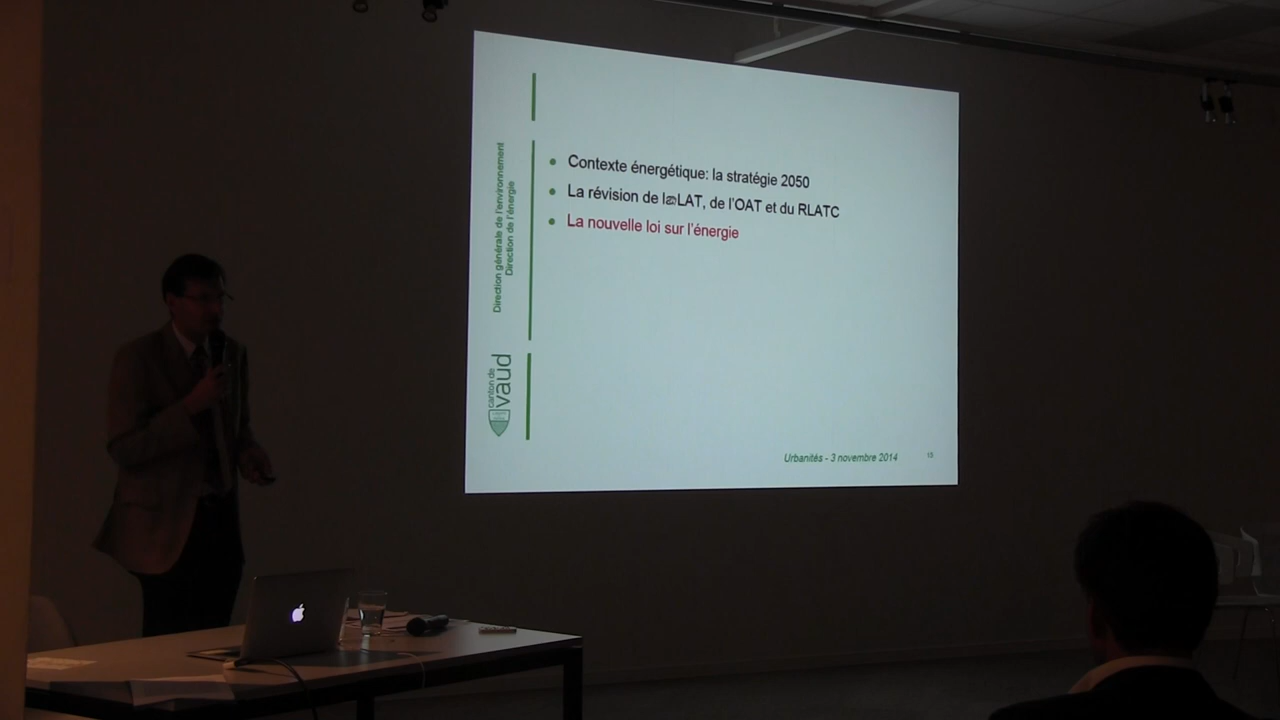 Contexte énergétique: la stratégie 2050
La révision de la LAT, de l'OAT et du RLATC
La nouvelle loi sur l'énergie
Direction générale de l'environnement
Direction de l'énergie
canton de
vaud
Urbanités - 3 novembre 2014